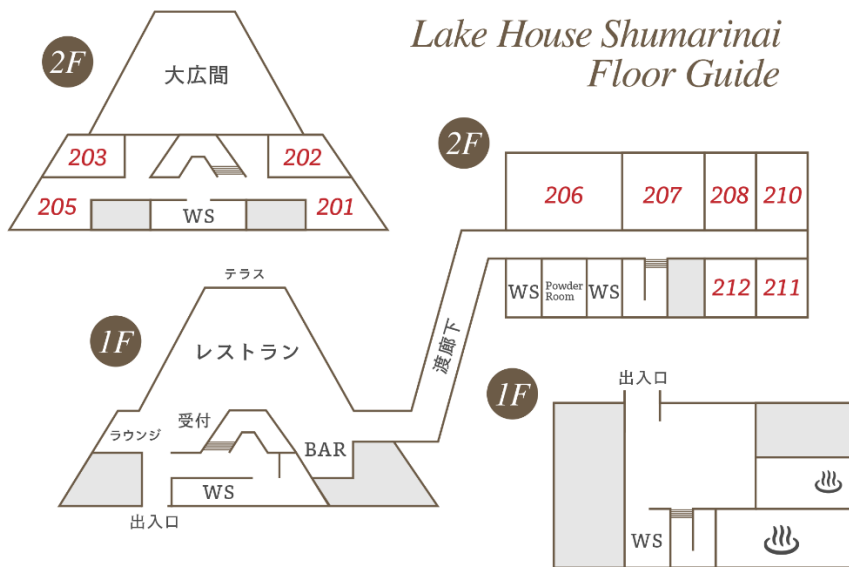 Lake House Shumarinai
Floor Guide
2F
大広間
203
202
205
WS
201
2F
206
207
208
210
WS
Powder
Room
WS
212
211
渡廊下
1F
テラス
レストラン
ラウンジ
受付
BAR
WS
出入口
1F
出入口
WS